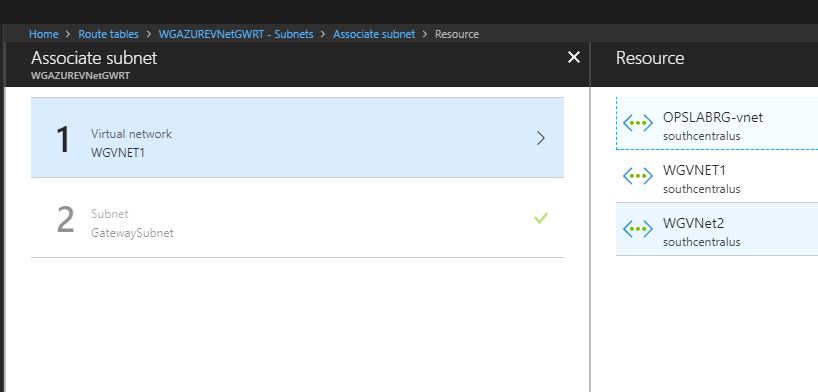 Home > Route tables > WGAZUREVNetGWRT - Subnets > Associate subnet > Resource
Associate subnet
WGAZUREVNetGWRT
1
Virtual network
WGVNET1
2
Subnet
GatewaySubnet
Resource
OPSLABRG-vnet
southcentralus
WGVNET1
southcentralus
WGVNet2
southcentralus